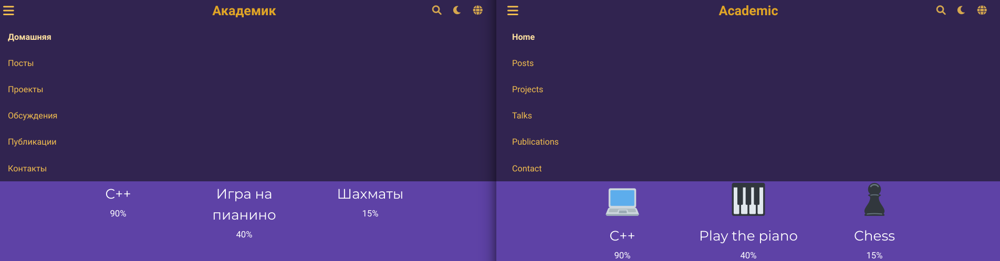 Академик
Домашняя
Посты
Проекты
Обсуждения
Публикации
Контакты
C++
90%
Игра на
пианино
40%
Шахматы
15%
Academic
Home
Posts
Projects
Talks
Publications
Contact
C++
90%
Play the piano
40%
Chess
15%